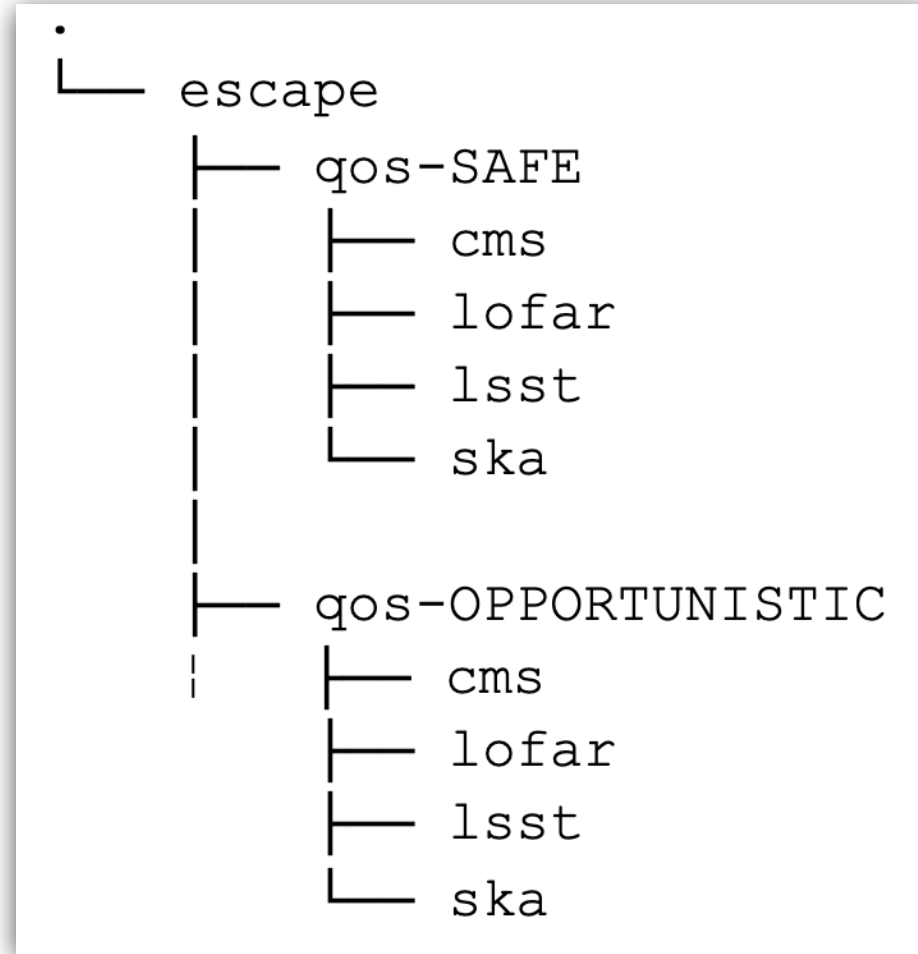 .
└── escape
├── qos-SAFE
├── cms
├── lofar
├── lsst
└── ska
├── qos-OPPORTUNISTIC
├── cms
├── lofar
├── lsst
└── ska